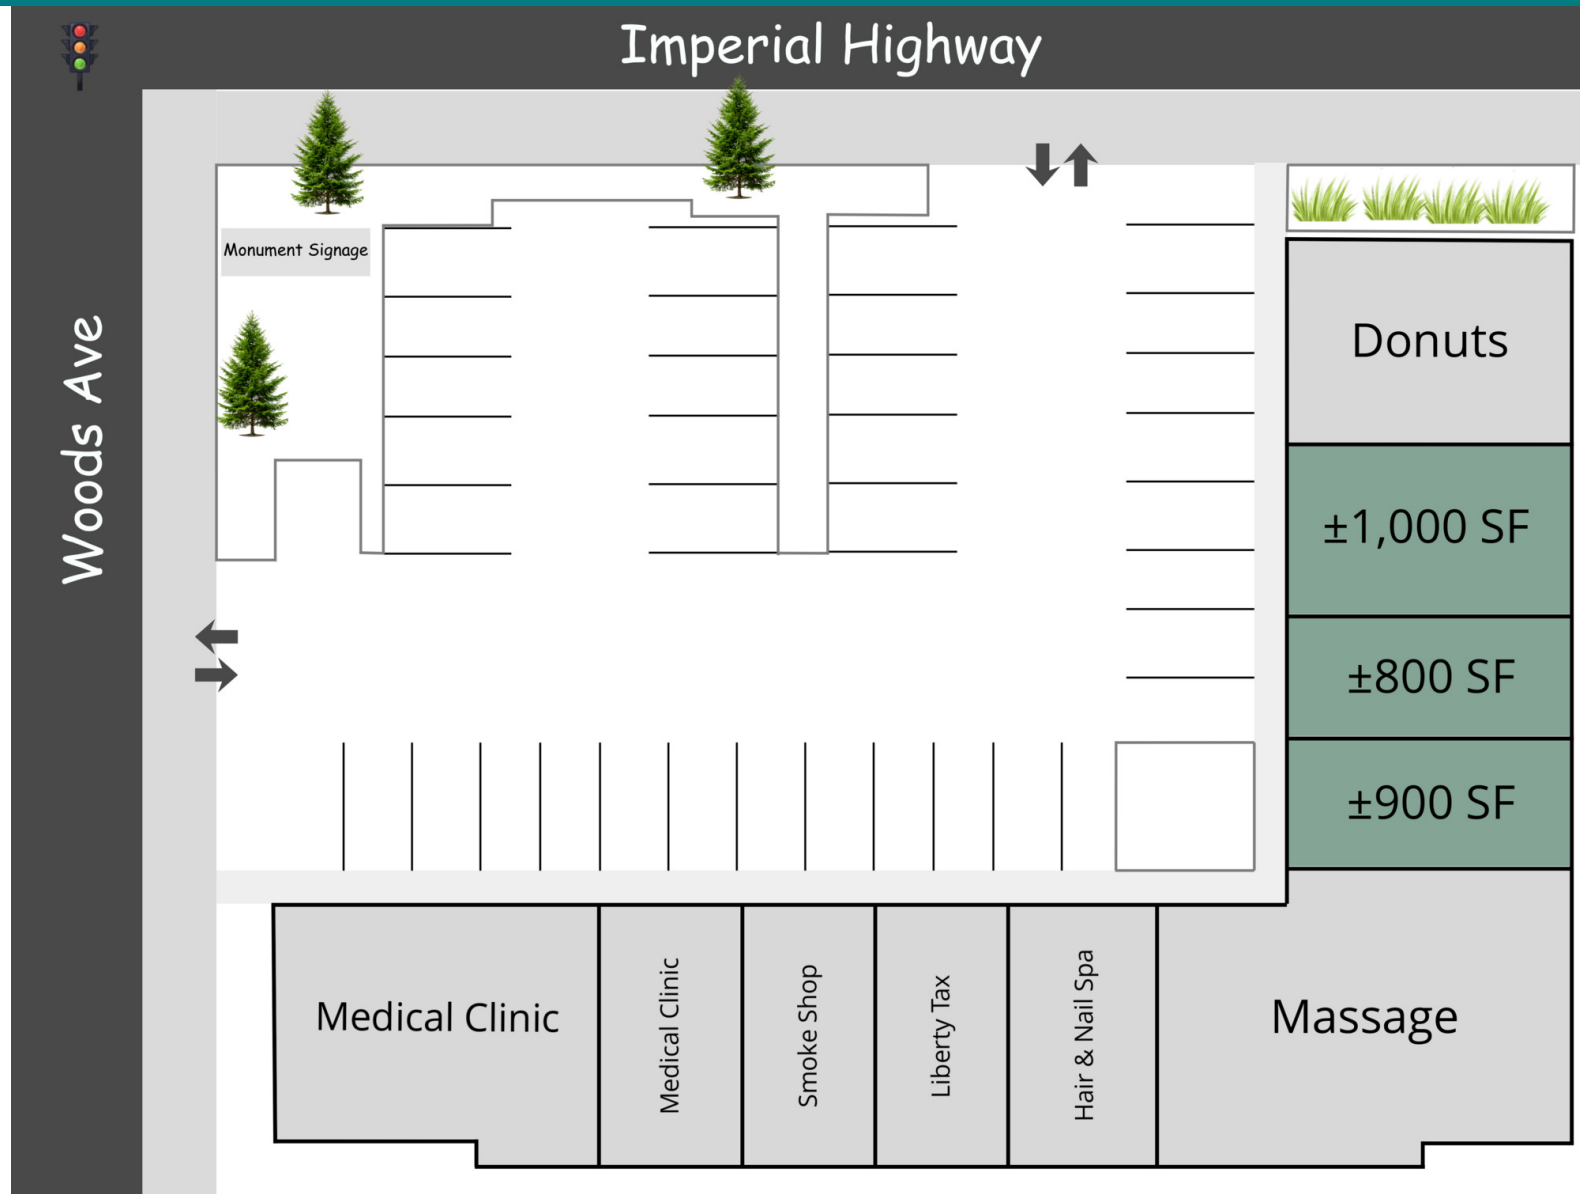 Imperial Highway
Monument Signage
Woods Ave
Donuts
±1,000 SF
±800 SF
±900 SF
Medical Clinic
Medical Clinic
Smoke Shop
Liberty Tax
Hair & Nail Spa
Massage